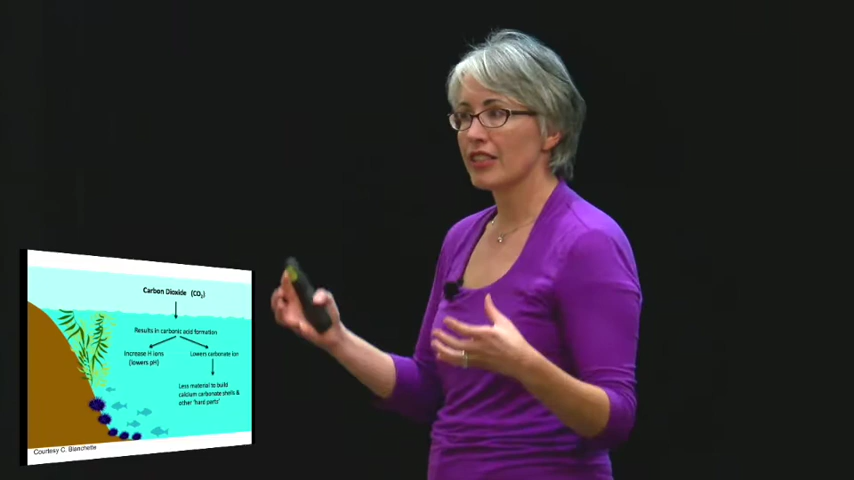 Carbon Dioxide (CO2)
Results in carbonic acid formation
Increase H ions
(lowers pH)
Lowers carbonate ion
Less material to build
calcium carbonate shells &
other 'hard parts'
Courtesy C. Blanchette